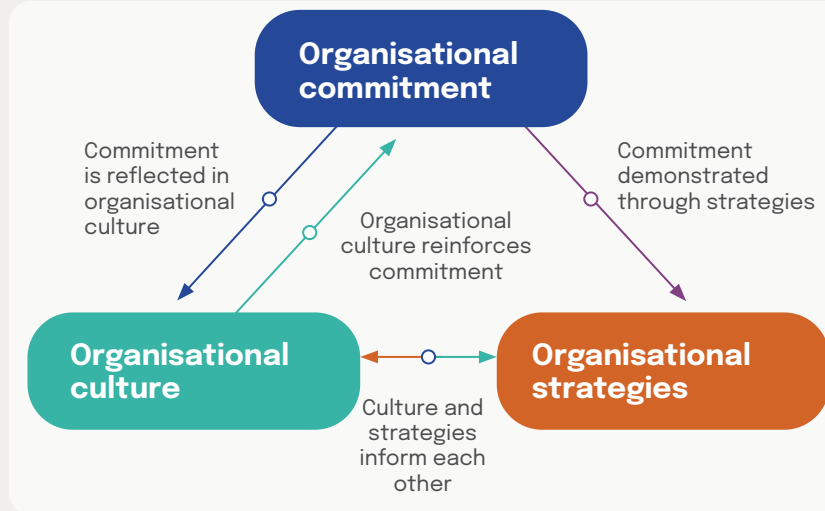 Organisational
commitment
Commitment
is reflected in
organisational
culture
Commitment
demonstrated
through strategies
Organisational
culture reinforces
commitment
Organisational
culture
Organisational
strategies
Culture and
strategies
inform each
other